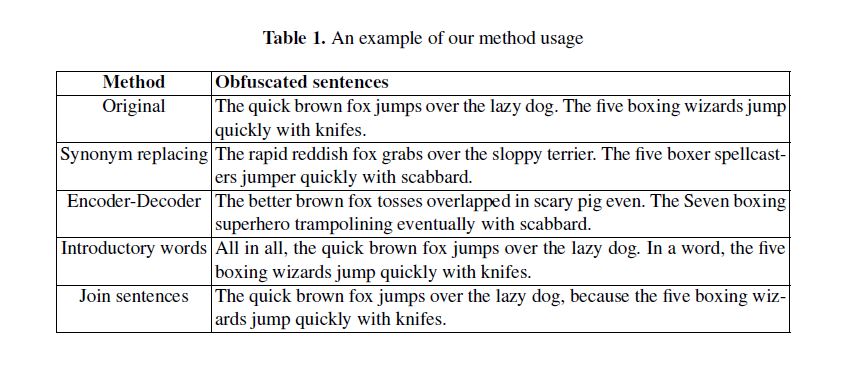 Table 1. An example of our method usage
Method Obfuscated sentences
Original The quick brown fox jumps over the lazy dog. The five boxing wizards jump
quickly with knifes.
Synonym replacing The rapid reddish fox grabs over the sloppy terrier. The five boxer spellcast-
ers jumper quickly with scabbard.
Encoder-Decoder The better brown fox tosses overlapped in scary pig even. The Seven boxing
superhero trampolining eventually with scabbard.
Introductory words All in all, the quick brown fox jumps over the lazy dog. In a word, the five
boxing wizards jump quickly with knifes.
Join sentences The quick brown fox jumps over the lazy dog, because the five boxing wiz-
ards jump quickly with knifes.